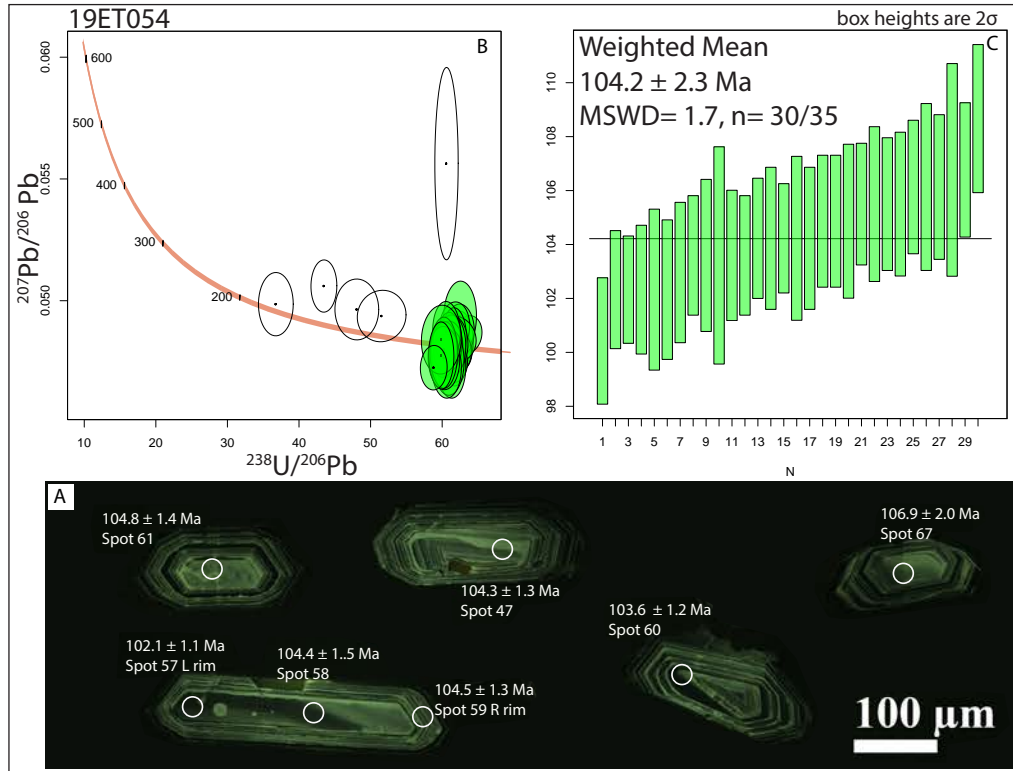 19ET054
box heights are 2σ
B
0.060
0.055
0.050
207Pb/²⁰⁶ Pb
600
500
400
300
200
10 20 30 40 50 60
²³⁸U/²⁰⁶Pb
C
Weighted Mean
104.2 ± 2.3 Ma
MSWD= 1.7, n= 30/35
110
108
106
104
102
100
98
1 3 5 7 9 11 13 15 17 19 21 23 25 27 29
N
A
104.8 ± 1.4 Ma
Spot 61
104.3 ± 1.3 Ma
Spot 47
106.9 ± 2.0 Ma
Spot 67
103.6 ± 1.2 Ma
Spot 60
102.1 ± 1.1 Ma
Spot 57 L rim
104.4 ± 1..5 Ma
Spot 58
104.5 ± 1.3 Ma
Spot 59 R rim
100 µm